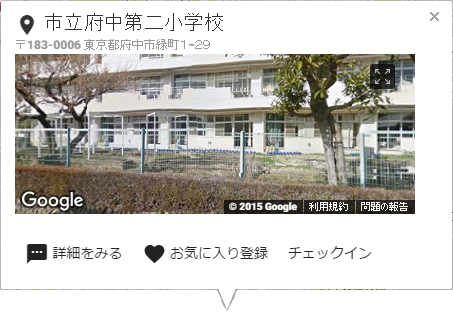 市立府中第二小学校
〒183-0006 東京都府中市緑町1-29
Google
© 2015 Google 利用規約 問題の報告
詳細をみる お気に入り登録 チェックイン